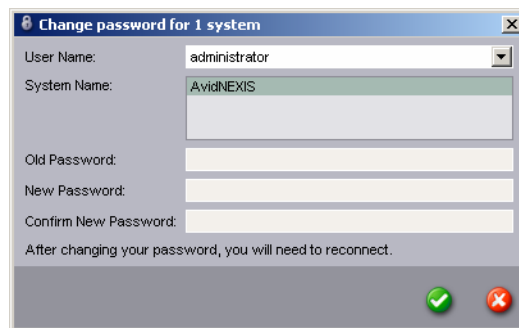 Change password for 1 system
User Name:
administrator
System Name:
AvidNEXIS
Old Password:
New Password:
Confirm New Password:
After changing your password, you will need to reconnect.